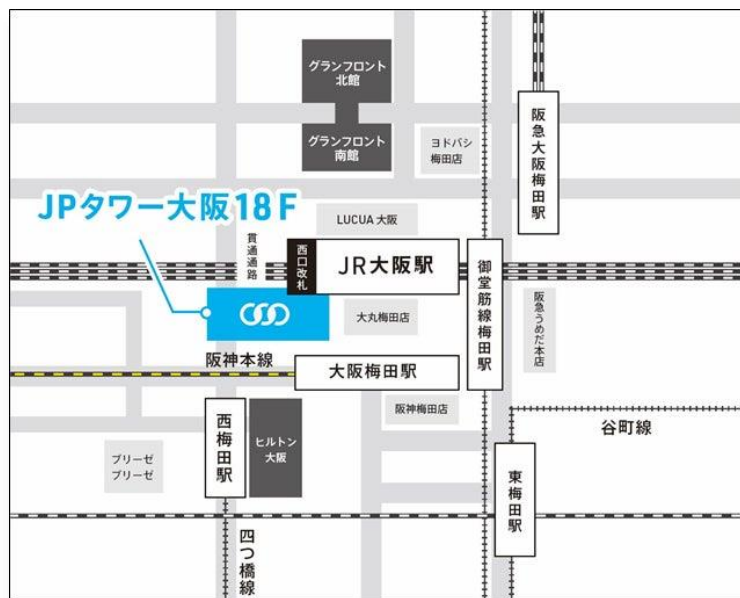 グランフロント
北館
グランフロント
南館
ヨドバシ
梅田店
阪急大阪梅田駅
JPタワー大阪18F
LUCUA 大阪
貫通通路
西口改札
JR大阪駅
御堂筋線梅田駅
大丸梅田店
阪急うめだ本店
阪神本線
大阪梅田駅
阪神梅田店
西梅田駅
ヒルトン
大阪
ブリーゼ
ブリーゼ
谷町線
東梅田駅
四つ橋線